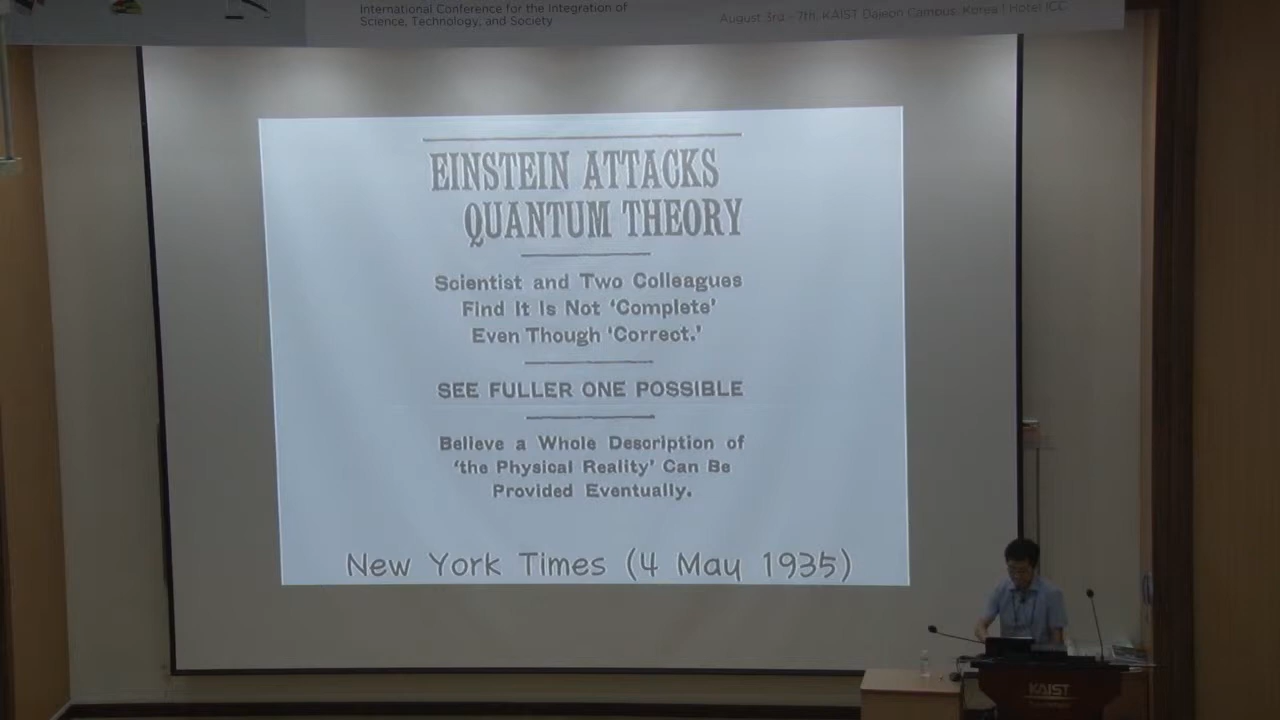 International Conference for the Integration of
Science, Technology, and Society
August 3rd - 7th, KAIST Dajeon Campus, Korea | Hotel ICC
EINSTEIN ATTACKS
QUANTUM THEORY
Scientist and Two Colleagues
Find It Is Not ‘Complete’
Even Though ‘Correct.’
SEE FULLER ONE POSSIBLE
Believe a Whole Description of
‘the Physical Reality’ Can Be
Provided Eventually.
New York Times (4 May 1935)
KAIST